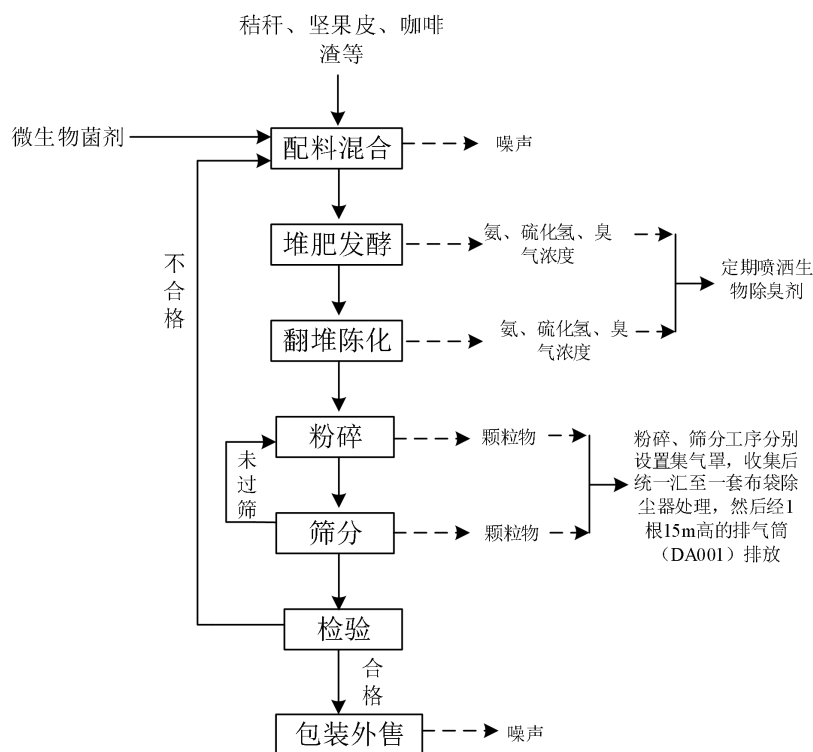 秸秆、坚果皮、咖啡
渣等
微生物菌剂
配料混合
噪声
堆肥发酵
氨、硫化氢、臭
气浓度
定期喷洒生
物除臭剂
不合格
翻堆陈化
氨、硫化氢、臭
气浓度
粉碎
颗粒物
粉碎、筛分工序分别
设置集气罩，收集后
统一汇至一套布袋除
尘器处理，然后经1
根15m高的排气筒
（DA001）排放
未过筛
筛分
颗粒物
检验
合格
包装外售
噪声